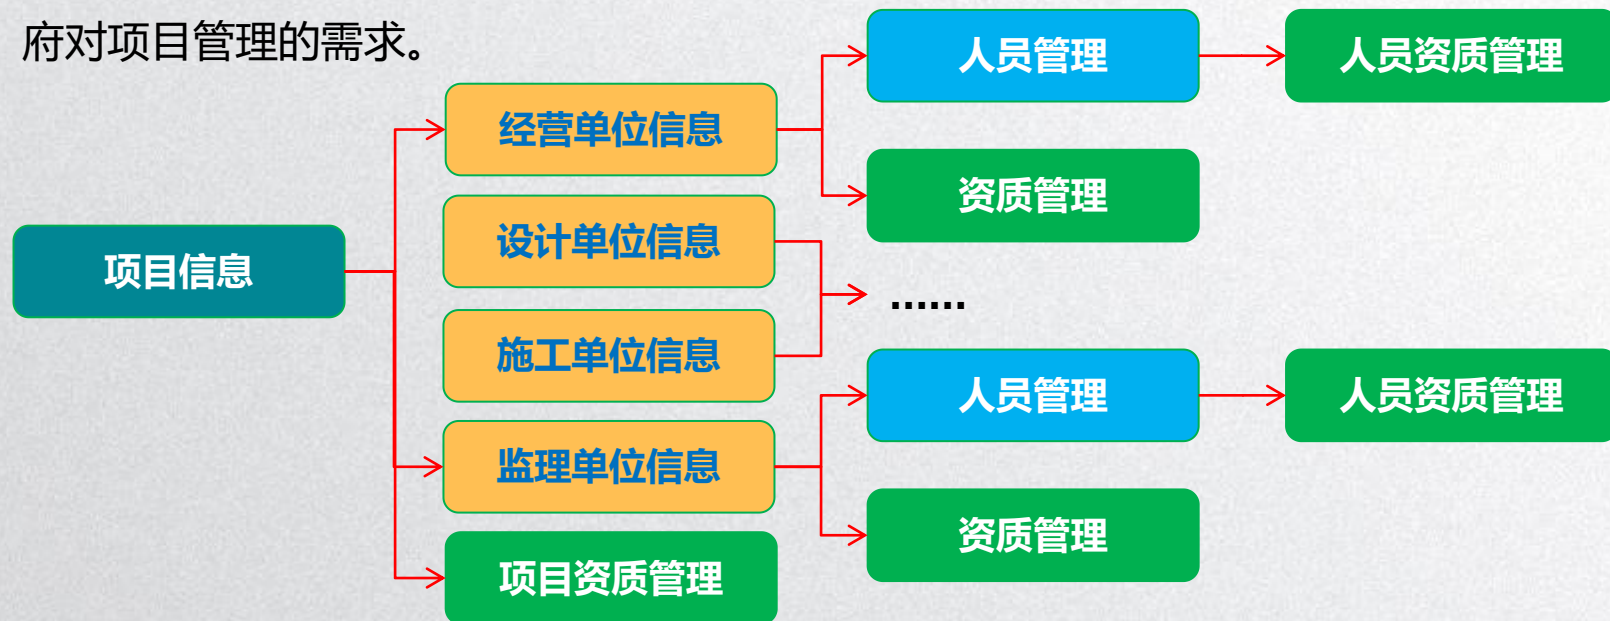 府对项目管理的需求。
人员管理
人员资质管理
经营单位信息
资质管理
设计单位信息
项目信息
......
施工单位信息
人员管理
人员资质管理
监理单位信息
资质管理
项目资质管理